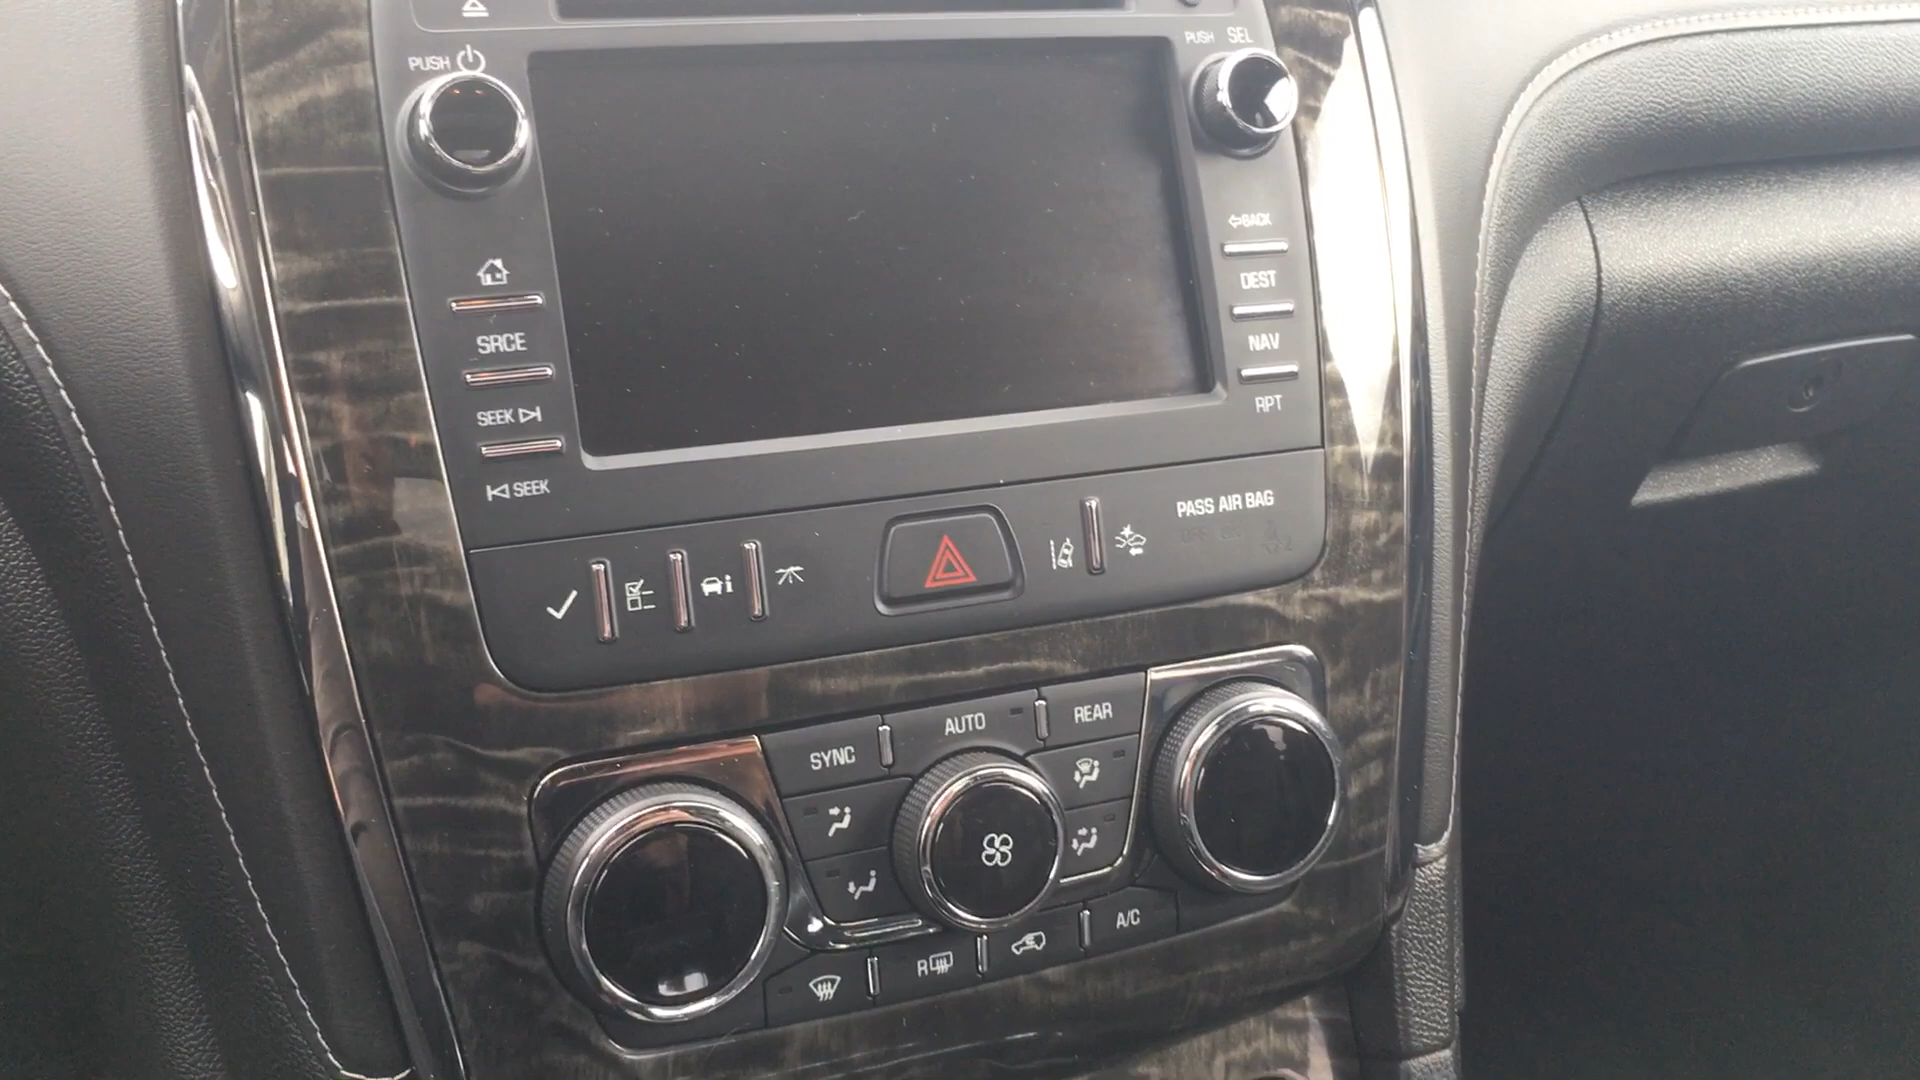 PUSH
PUSH SEL
BACK
DEST
SRCE
NAV
SEEK
RPT
SEEK
PASS AIR BAG
AUTO
REAR
SYNC
A/C
R